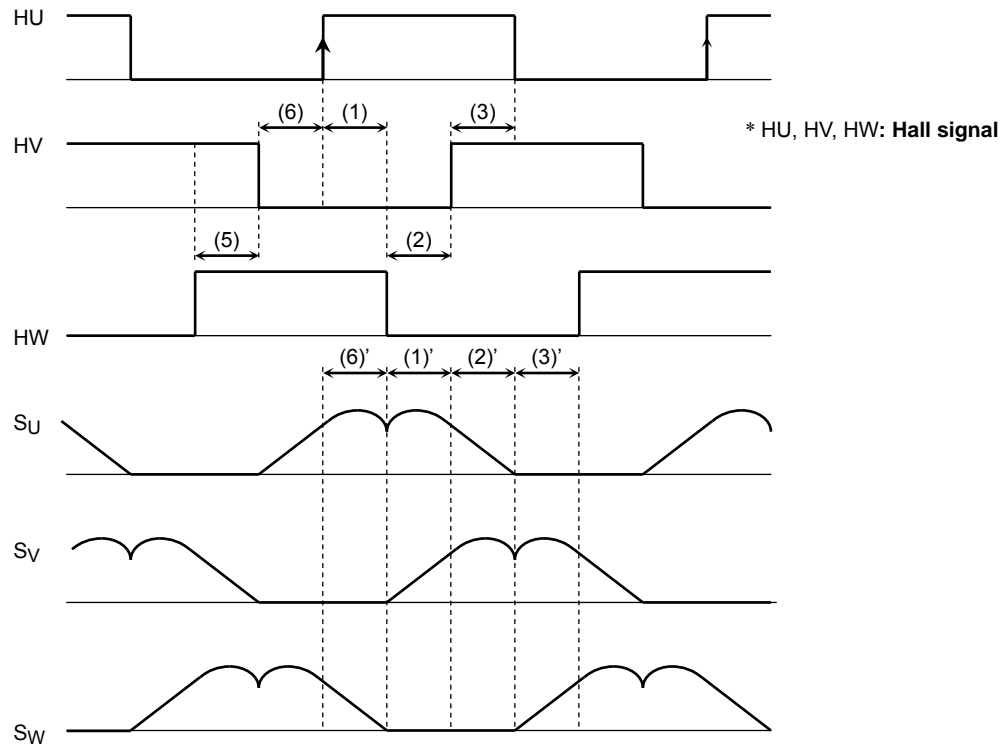 HU
(6) (1) (3)
* HU, HV, HW: Hall signal
HV
(5) (2)
HW
(6)’ (1)’ (2)’ (3)’
SU
SV
SW